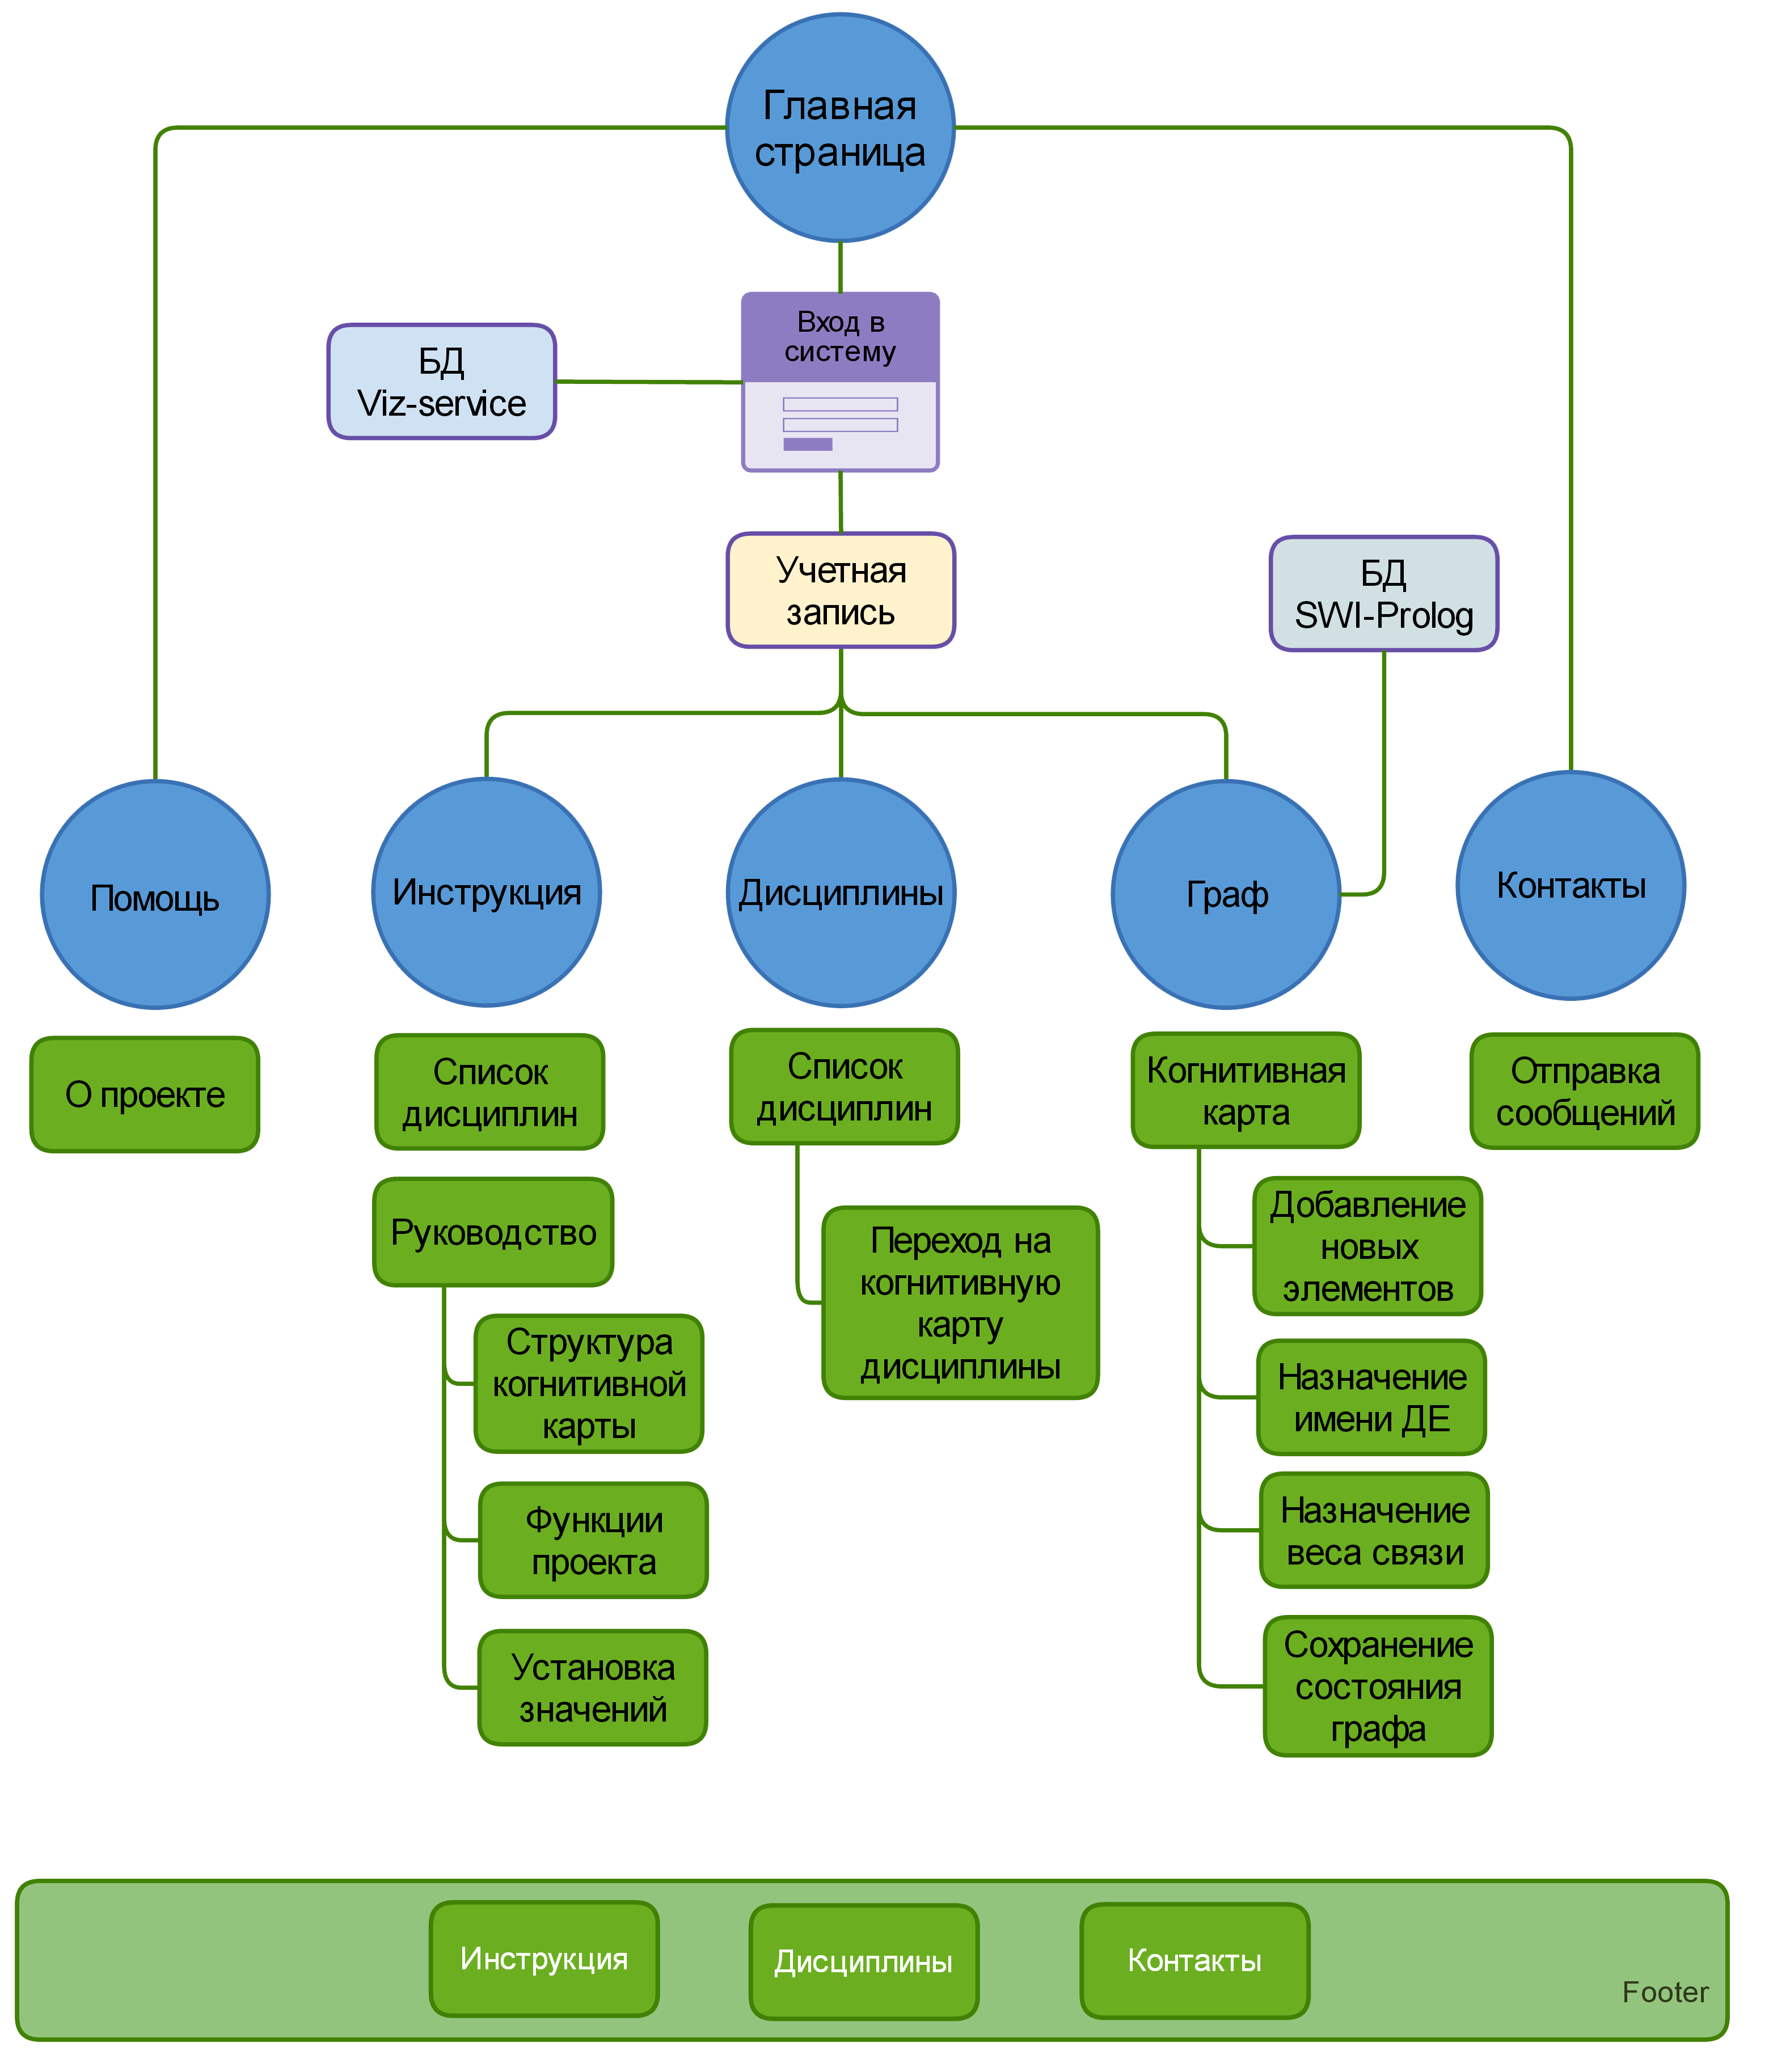 Главная
страница
Вход в
систему
БД
Viz-service
Учетная
запись
БД
SWI-Prolog
Помощь
Инструкция
Дисциплины
Граф
Контакты
О проекте
Список
дисциплин
Руководство
Структура
когнитивной
карты
Функции
проекта
Установка
значений
Список
дисциплин
Переход на
когнитивную
карту
дисциплины
Когнитивная
карта
Добавление
новых
элементов
Назначение
имени ДЕ
Назначение
веса связи
Сохранение
состояния
графа
Отправка
сообщений
Инструкция
Дисциплины
Контакты
Footer